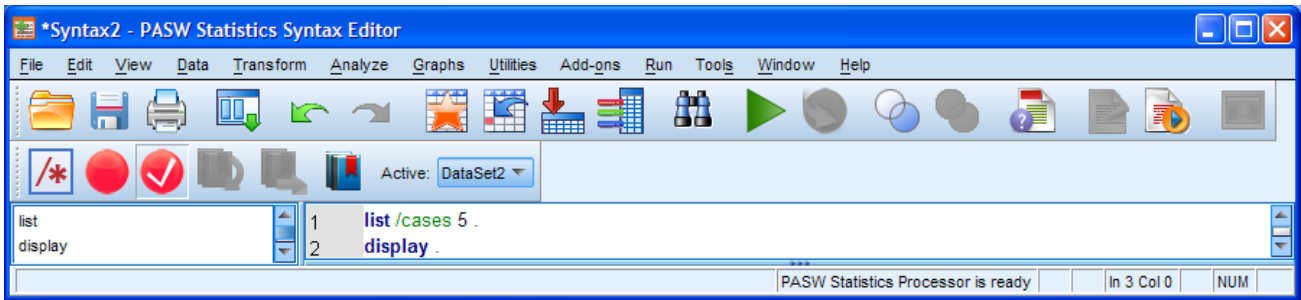 *Syntax2 - PASW Statistics Syntax Editor
File Edit View Data Transform Analyze Graphs Utilities Add-ons Run Tools Window Help
/*
Active: DataSet2
list
display
1 list /cases 5 .
2 display .
PASW Statistics Processor is ready In 3 Col 0 NUM